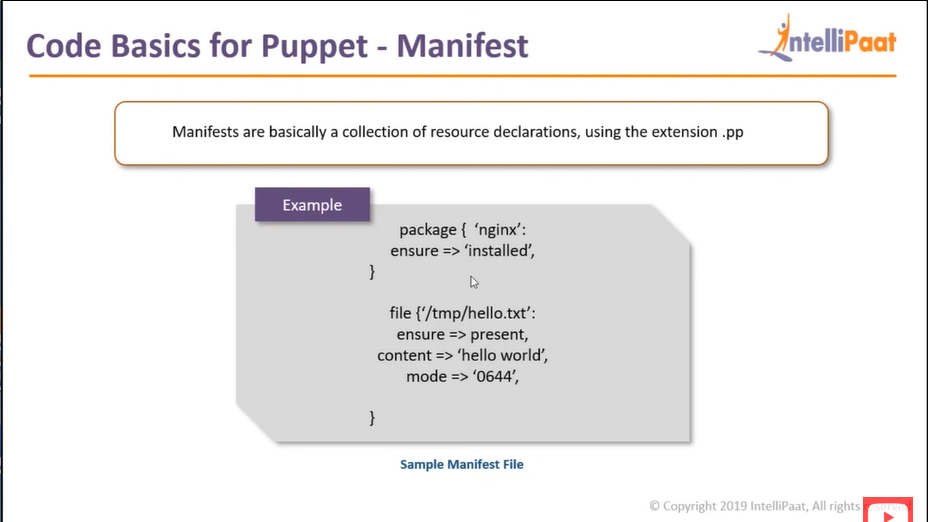 Code Basics for Puppet - Manifest
IntelliPaat
Manifests are basically a collection of resource declarations, using the extension .pp
Example
package { ‘nginx’:
ensure => ‘installed’,
}
file {‘/tmp/hello.txt’:
ensure => present,
content => ‘hello world’,
mode => ‘0644’,
}
Sample Manifest File
© Copyright 2019 IntelliPaat, All rights